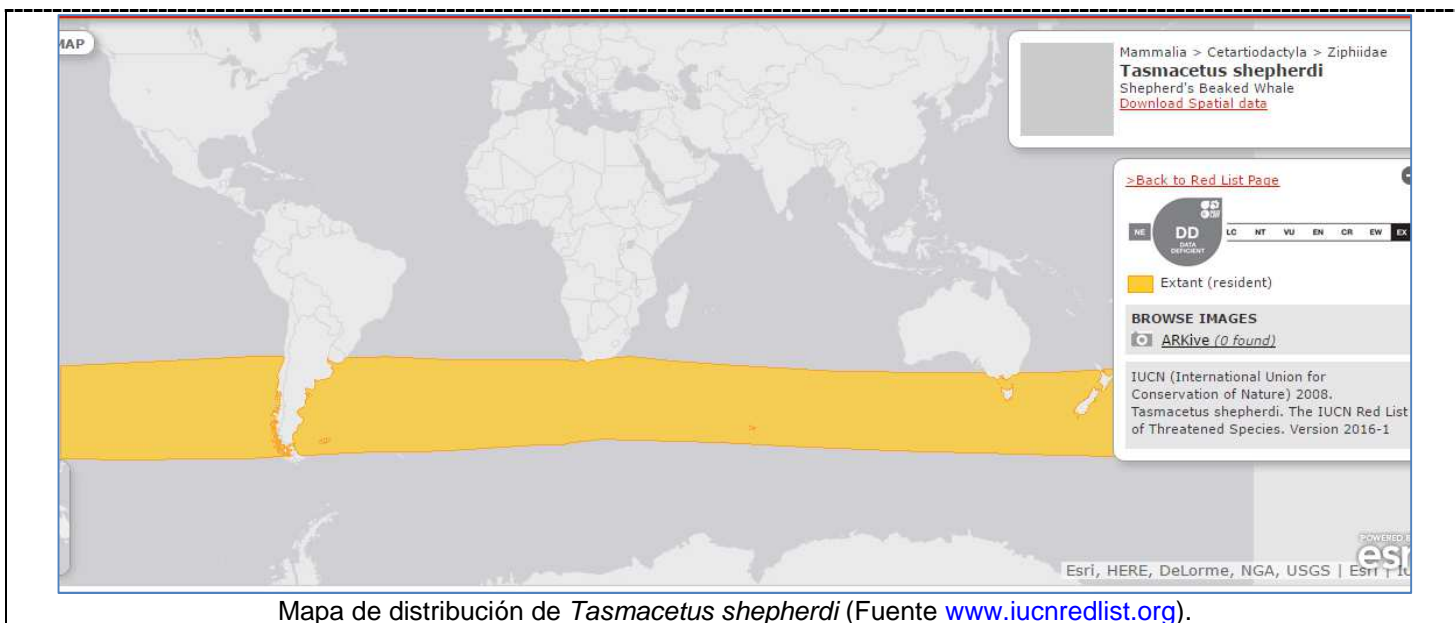 MAP
Mammalia > Cetartiodactyla > Ziphiidae
Tasmacetus shepherdi
Shepherd's Beaked Whale
Download Spatial data
>Back to Red List Page
NE DD LC NT VU EN CR EW EX
DATA
DEFICIENT
Extant (resident)
BROWSE IMAGES
ARKive (0 found)
IUCN (International Union for
Conservation of Nature) 2008.
Tasmacetus shepherdi. The IUCN Red List
of Threatened Species. Version 2016-1
POWERED B
esri
Esri, HERE, DeLorme, NGA, USGS | Esri | IU
Mapa de distribución de Tasmacetus shepherdi (Fuente www.iucnredlist.org).